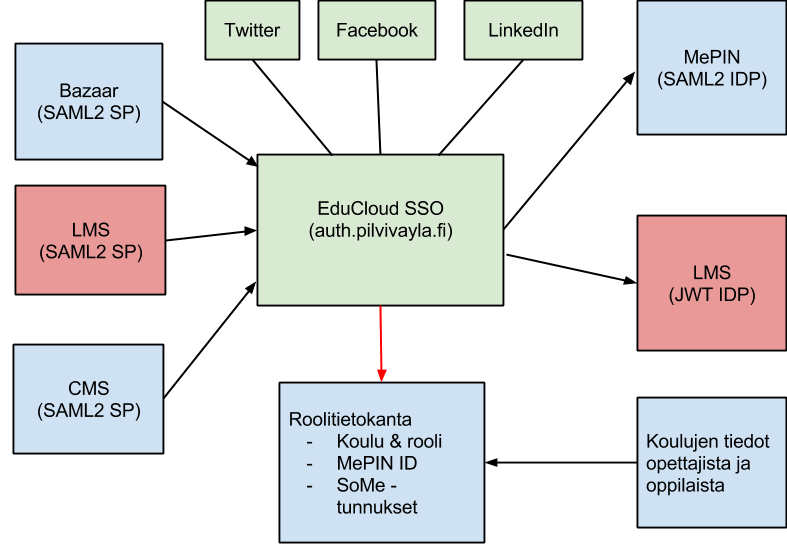 Twitter
Facebook
LinkedIn
Bazaar
(SAML2 SP)
MePIN
(SAML2 IDP)
EduCloud SSO
(auth.pilvivayla.fi)
LMS
(SAML2 SP)
LMS
(JWT IDP)
CMS
(SAML2 SP)
Roolitietokanta
- Koulu & rooli
- MePIN ID
- SoMe -
tunnukset
Koulujen tiedot
opettajista ja
oppilaista